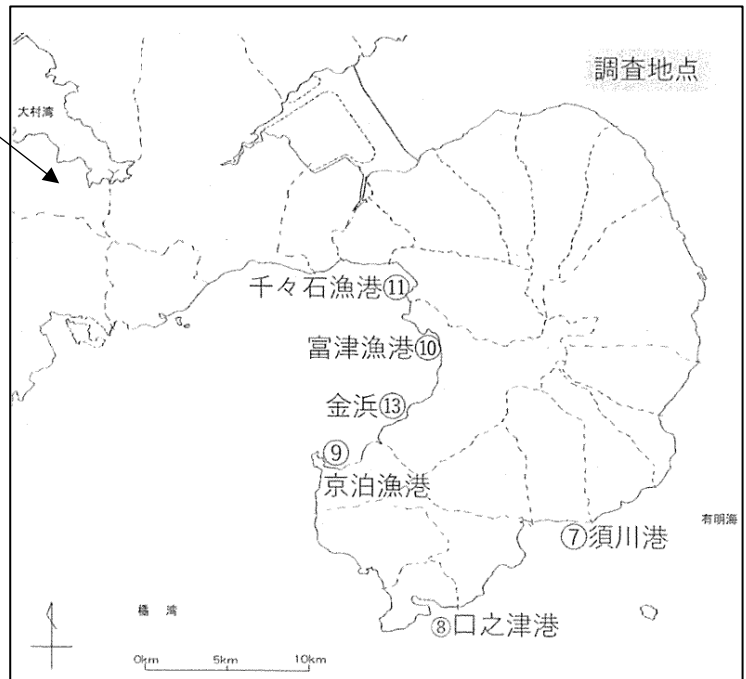 調査地点
大村湾
千々石漁港⑪
富津漁港⑩
金浜⑬
⑨
京泊漁港
有明海
⑦須川港
⑧口之津港
橘 湾
0km 5km 10km